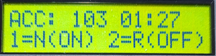 ACC: 103 01:27
1=N(ON) 2=R(OFF)